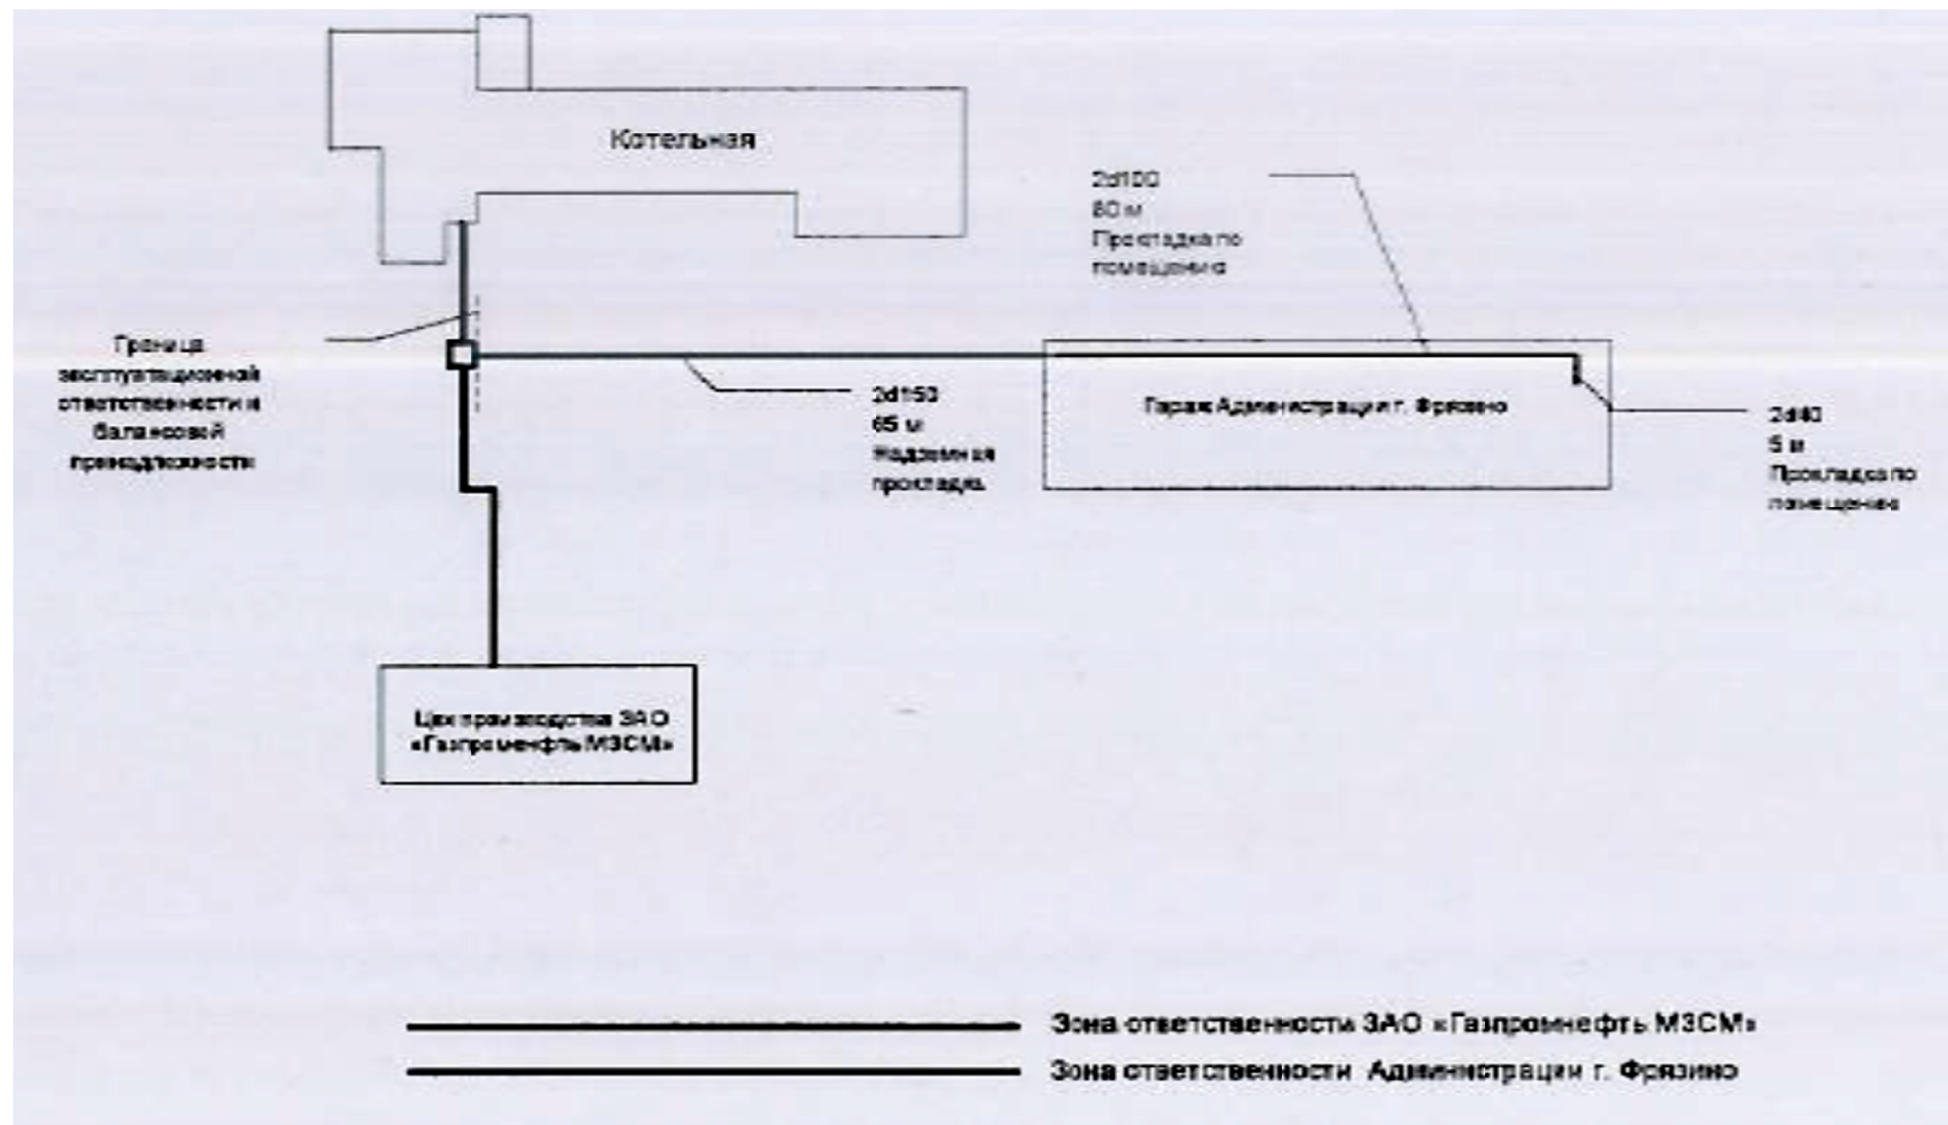 Котельная
2d100
80 м
Прокладка по
помещению
Граница
эксплуатационной
ответственности и
балансовой
принадлежности
2d150
65 м
Надземная
прокладка
Гараж Администрации г. Фрязино
2d40
5 м
Прокладка по
помещению
Цех производства ЗАО
«Газпромнефть МЗСМ»
Зона ответственности ЗАО «Газпромнефть МЗСМ»
Зона ответственности Администрации г. Фрязино